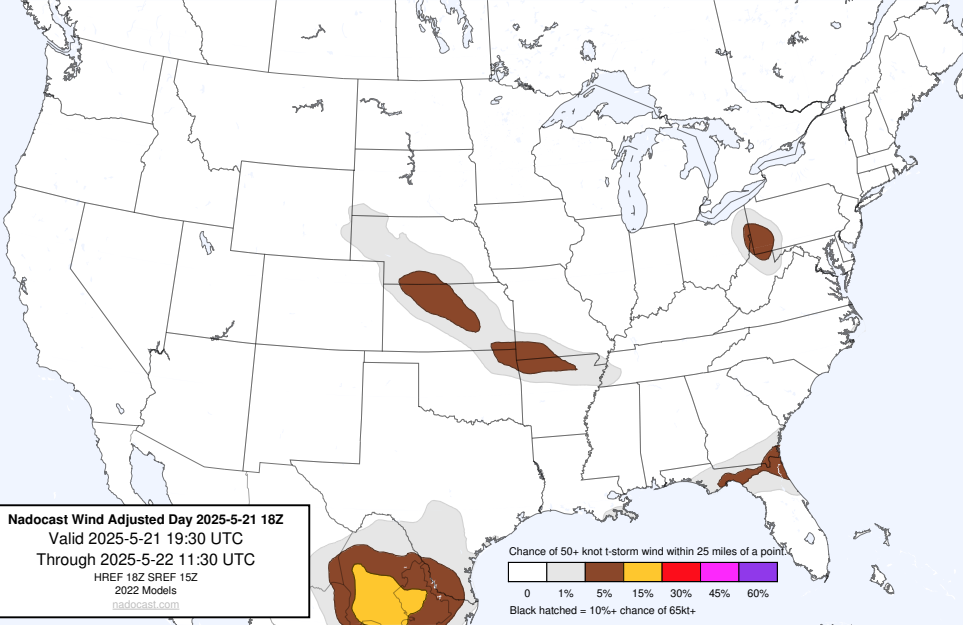 Nadocast Wind Adjusted Day 2025-5-21 18Z
Valid 2025-5-21 19:30 UTC
Through 2025-5-22 11:30 UTC
HREF 18Z SREF 15Z
2022 Models
nadocast.com
Chance of 50+ knot t-storm wind within 25 miles of a point.
0 1% 5% 15% 30% 45% 60%
Black hatched = 10%+ chance of 65kt+